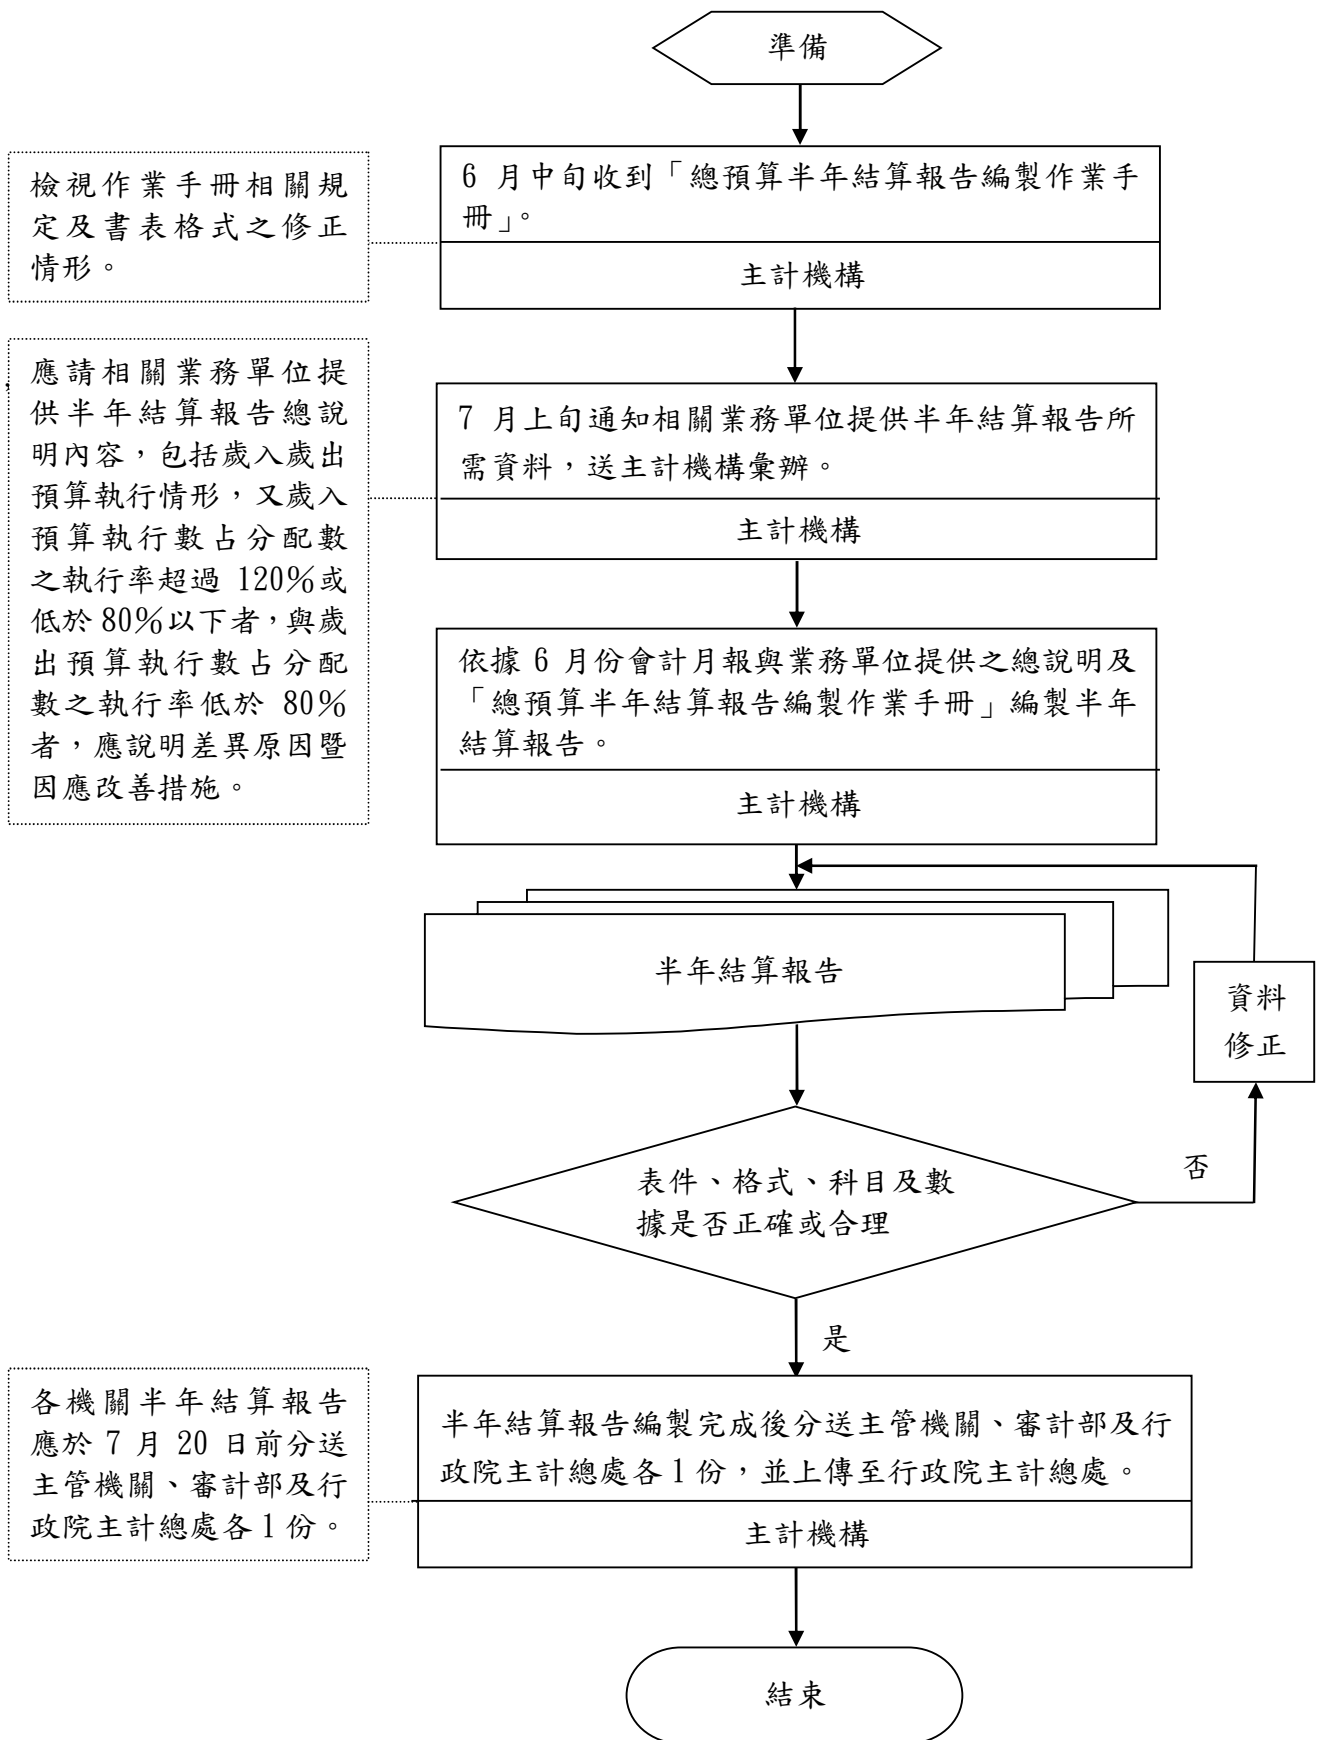 準備
檢視作業手冊相關規
定及書表格式之修正
情形。
6 月中旬收到「總預算半年結算報告編製作業手
冊」。
主計機構
應請相關業務單位提
供半年結算報告總說
明內容，包括歲入歲出
預算執行情形，又歲入
預算執行數占分配數
之執行率超過 120%或
低於 80%以下者，與歲
出預算執行數占分配
數之執行率低於 80%
者，應說明差異原因暨
因應改善措施。
7 月上旬通知相關業務單位提供半年結算報告所
需資料，送主計機構彙辦。
主計機構
依據 6 月份會計月報與業務單位提供之總說明及
「總預算半年結算報告編製作業手冊」編製半年
結算報告。
主計機構
半年結算報告
資料
修正
表件、格式、科目及數
據是否正確或合理
否
是
各機關半年結算報告
應於 7 月 20 日前分送
主管機關、審計部及行
政院主計總處各 1 份。
半年結算報告編製完成後分送主管機關、審計部及行
政院主計總處各 1 份，並上傳至行政院主計總處。
主計機構
結束